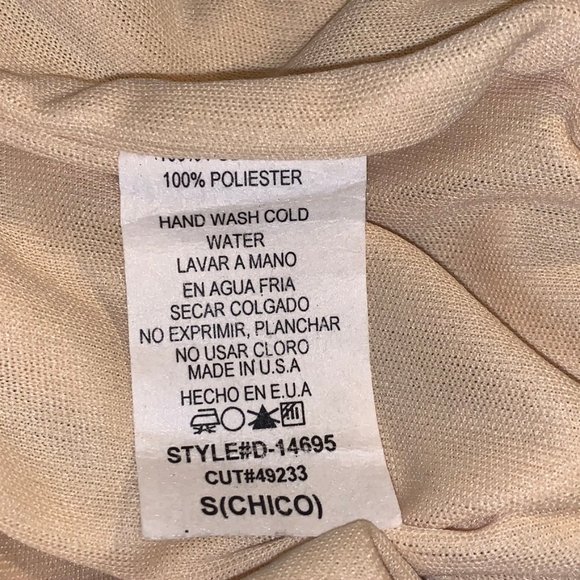 100% POLIESTER
HAND WASH COLD
WATER
LAVAR A MANO
EN AGUA FRIA
SECAR COLGADO
NO EXPRIMIR, PLANCHAR
NO USAR CLORO
MADE IN U.S.A
HECHO EN E.U.A
STYLE#D-14695
CUT#49233
S(CHICO)